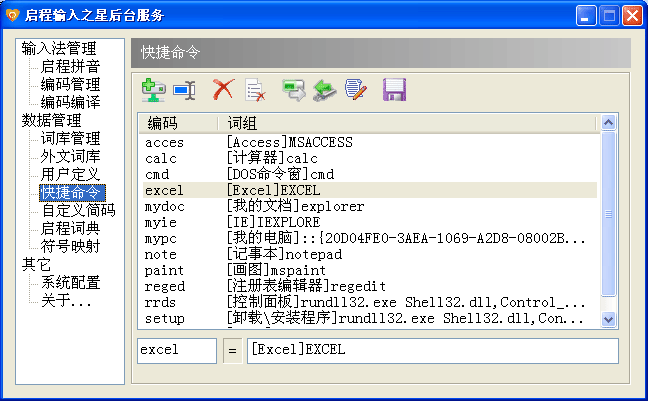 启程输入之星后台服务
输入法管理
启程拼音
编码管理
编码编译
数据管理
词库管理
外文词库
用户定义
快捷命令
自定义简码
启程词典
符号映射
其它
系统配置
关于...
快捷命令
编码 词组
acces [Access]MSACCESS
calc [计算器]calc
cmd [DOS命令窗]cmd
excel [Excel]EXCEL
mydoc [我的文档]explorer
myie [IE]IEXPLORE
mypc [我的电脑]::{20D04FE0-3AEA-1069-A2D8-08002B...
note [记事本]notepad
paint [画图]mspaint
reged [注册表编辑器]regedit
rrds [控制面板]rundll32.exe Shell32.dll,Control_...
setup [卸载\安装程序]rundll32.exe Shell32.dll,Con...
excel = [Excel]EXCEL